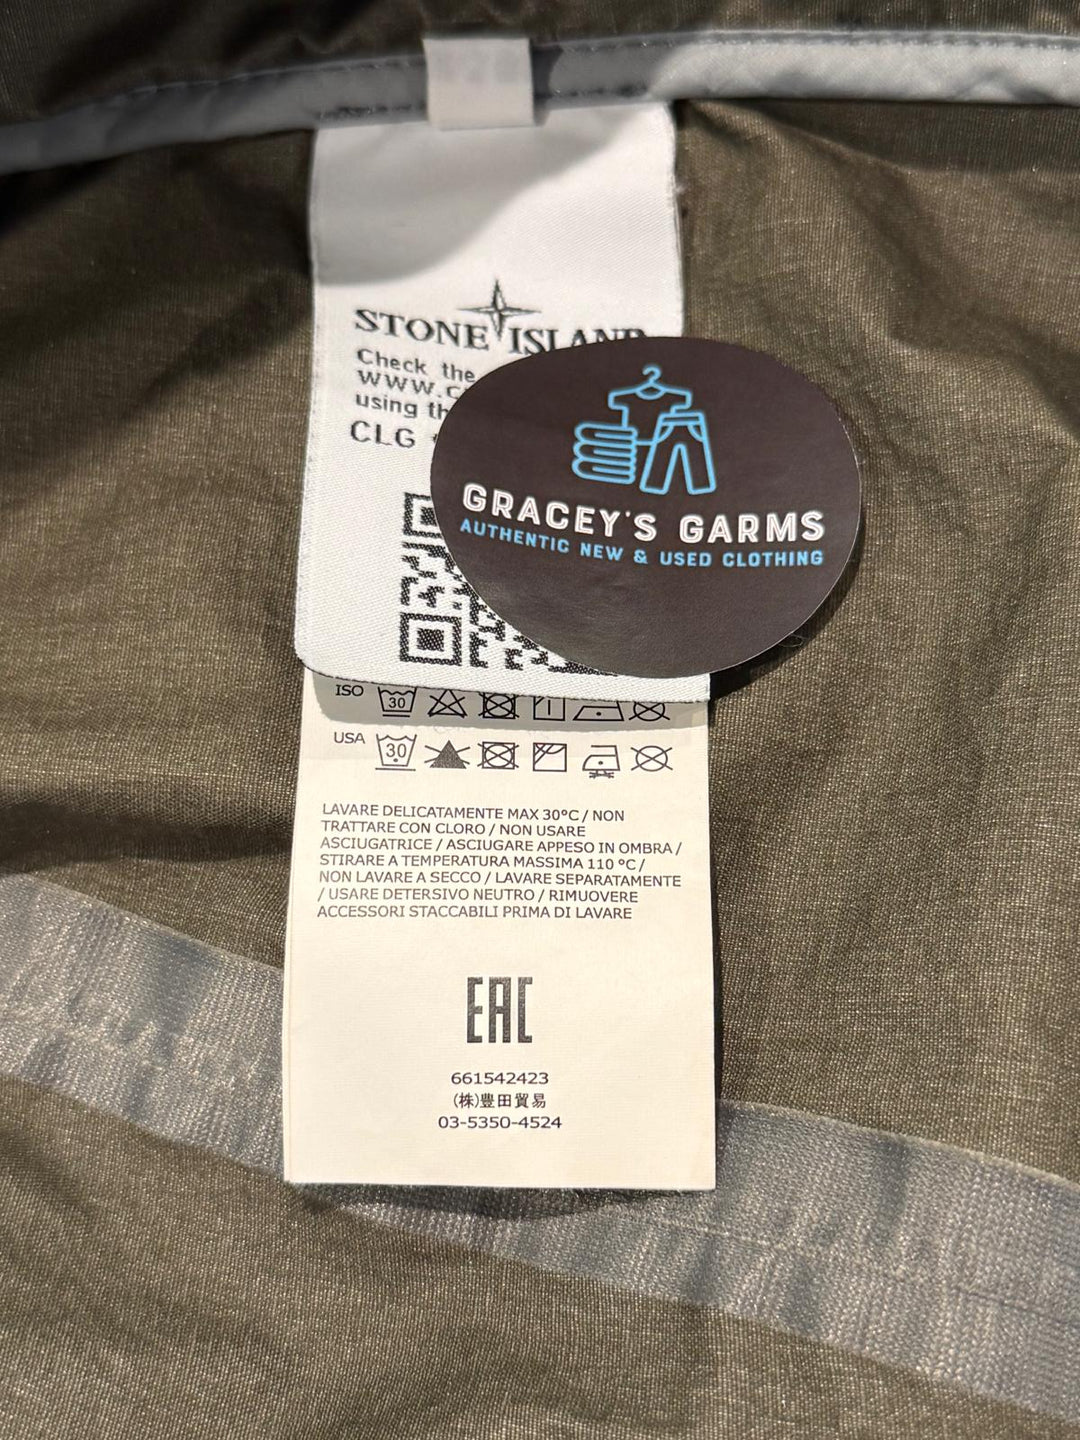 STONE ISLAND
Check the
WWW.C
using th
CLG
GRACEY'S GARMS
AUTHENTIC NEW & USED CLOTHING
ISO 30
USA 30
LAVARE DELICATAMENTE MAX 30°C / NON
TRATTARE CON CLORO / NON USARE
ASCIUGATRICE / ASCIUGARE APPESO IN OMBRA /
STIRARE A TEMPERATURA MASSIMA 110 °C /
NON LAVARE A SECCO / LAVARE SEPARATAMENTE
/ USARE DETERSIVO NEUTRO / RIMUOVERE
ACCESSORI STACCABILI PRIMA DI LAVARE
EAC
661542423
(株)豊田貿易
03-5350-4524